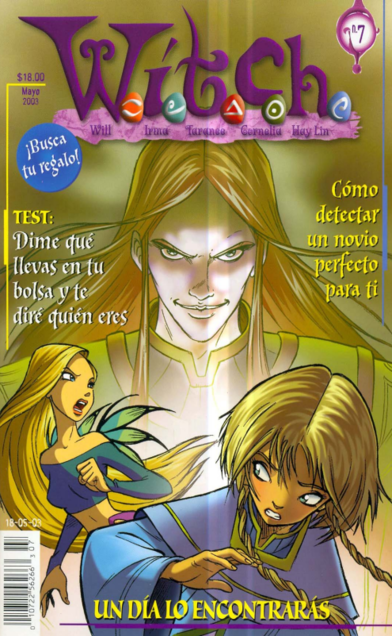 Witch
nº7
$18.00
Mayo
2003
Will Irma Taranee Cornelia Hay Lin
¡Busca
tu regalo!
TEST:
Dime qué
llevas en tu
bolsa y te
diré quién eres
Cómo
detectar
un novio
perfecto
para ti
18-05-03
UN DÍA LO ENCONTRARÁS